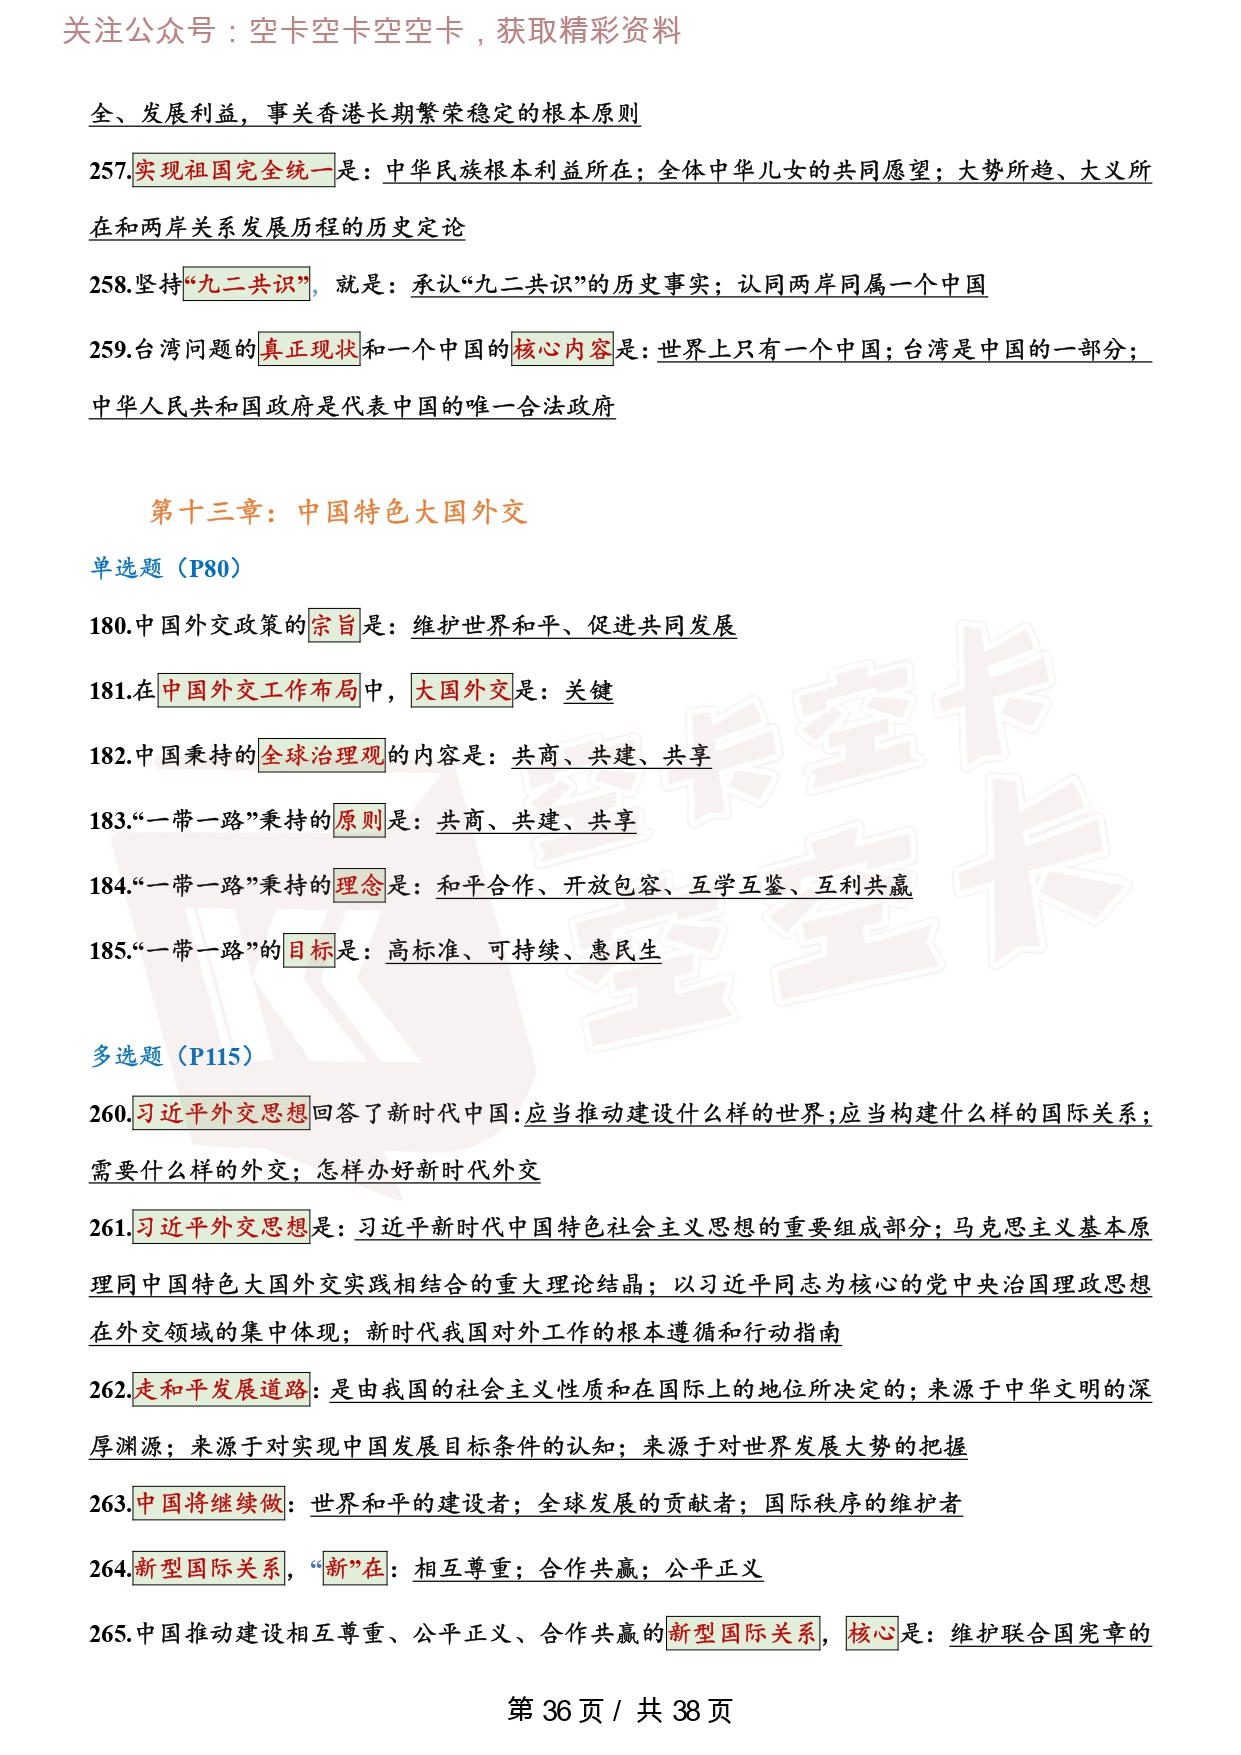 关注公众号：空卡空卡空空卡，获取精彩资料
全、发展利益，事关香港长期繁荣稳定的根本原则
257.实现祖国完全统一是：中华民族根本利益所在；全体中华儿女的共同愿望；大势所趋、大义所
在和两岸关系发展历程的历史定论
258.坚持“九二共识”，就是：承认“九二共识”的历史事实；认同两岸同属一个中国
259.台湾问题的真正现状和一个中国的核心内容是：世界上只有一个中国；台湾是中国的一部分；
中华人民共和国政府是代表中国的唯一合法政府
第十三章：中国特色大国外交
单选题（P80）
180.中国外交政策的宗旨是：维护世界和平、促进共同发展
181.在中国外交工作布局中，大国外交是：关键
182.中国秉持的全球治理观的内容是：共商、共建、共享
183.“一带一路”秉持的原则是：共商、共建、共享
184.“一带一路”秉持的理念是：和平合作、开放包容、互学互鉴、互利共赢
185.“一带一路”的目标是：高标准、可持续、惠民生
多选题（P115）
260.习近平外交思想回答了新时代中国：应当推动建设什么样的世界；应当构建什么样的国际关系；
需要什么样的外交；怎样办好新时代外交
261.习近平外交思想是：习近平新时代中国特色社会主义思想的重要组成部分；马克思主义基本原
理同中国特色大国外交实践相结合的重大理论结晶；以习近平同志为核心的党中央治国理政思想
在外交领域的集中体现；新时代我国对外工作的根本遵循和行动指南
262.走和平发展道路：是由我国的社会主义性质和在国际上的地位所决定的；来源于中华文明的深
厚渊源；来源于对实现中国发展目标条件的认知；来源于对世界发展大势的把握
263.中国将继续做：世界和平的建设者；全球发展的贡献者；国际秩序的维护者
264.新型国际关系，“新”在：相互尊重；合作共赢；公平正义
265.中国推动建设相互尊重、公平正义、合作共赢的新型国际关系，核心是：维护联合国宪章的
空卡空卡
空空卡
第 36 页 / 共 38 页